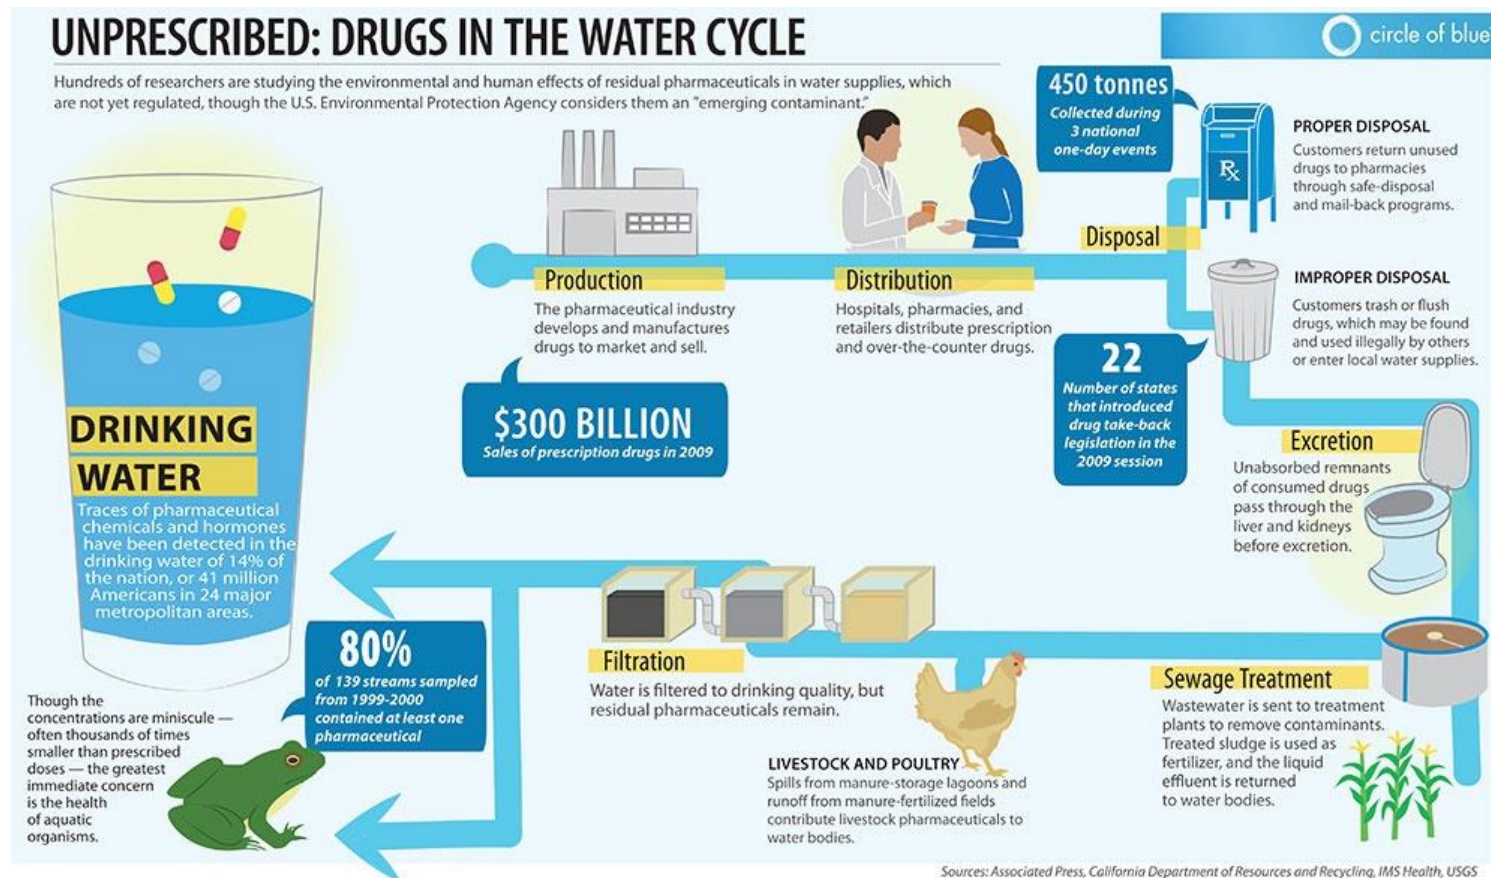 UNPRESCRIBED: DRUGS IN THE WATER CYCLE
circle of blue
Hundreds of researchers are studying the environmental and human effects of residual pharmaceuticals in water supplies, which
are not yet regulated, though the U.S. Environmental Protection Agency considers them an "emerging contaminant."
450 tonnes
Collected during
3 national
one-day events
Rx
PROPER DISPOSAL
Customers return unused
drugs to pharmacies
through safe-disposal
and mail-back programs.
Disposal
Production
The pharmaceutical industry
develops and manufactures
drugs to market and sell.
$300 BILLION
Sales of prescription drugs in 2009
Distribution
Hospitals, pharmacies, and
retailers distribute prescription
and over-the-counter drugs.
IMPROPER DISPOSAL
Customers trash or flush
drugs, which may be found
and used illegally by others
or enter local water supplies.
22
Number of states
that introduced
drug take-back
legislation in the
2009 session
Excretion
Unabsorbed remnants
of consumed drugs
pass through the
liver and kidneys
before excretion.
DRINKING
WATER
Traces of pharmaceutical
chemicals and hormones
have been detected in the
drinking water of 14% of
the nation, or 41 million
Americans in 24 major
metropolitan areas.
80%
of 139 streams sampled
from 1999-2000
contained at least one
pharmaceutical
Though the
concentrations are miniscule —
often thousands of times
smaller than prescribed
doses — the greatest
immediate concern
is the health
of aquatic
organisms.
Filtration
Water is filtered to drinking quality, but
residual pharmaceuticals remain.
LIVESTOCK AND POULTRY
Spills from manure-storage lagoons and
runoff from manure-fertilized fields
contribute livestock pharmaceuticals to
water bodies.
Sewage Treatment
Wastewater is sent to treatment
plants to remove contaminants.
Treated sludge is used as
fertilizer, and the liquid
effluent is returned
to water bodies.
Sources: Associated Press, California Department of Resources and Recycling, IMS Health, USGS